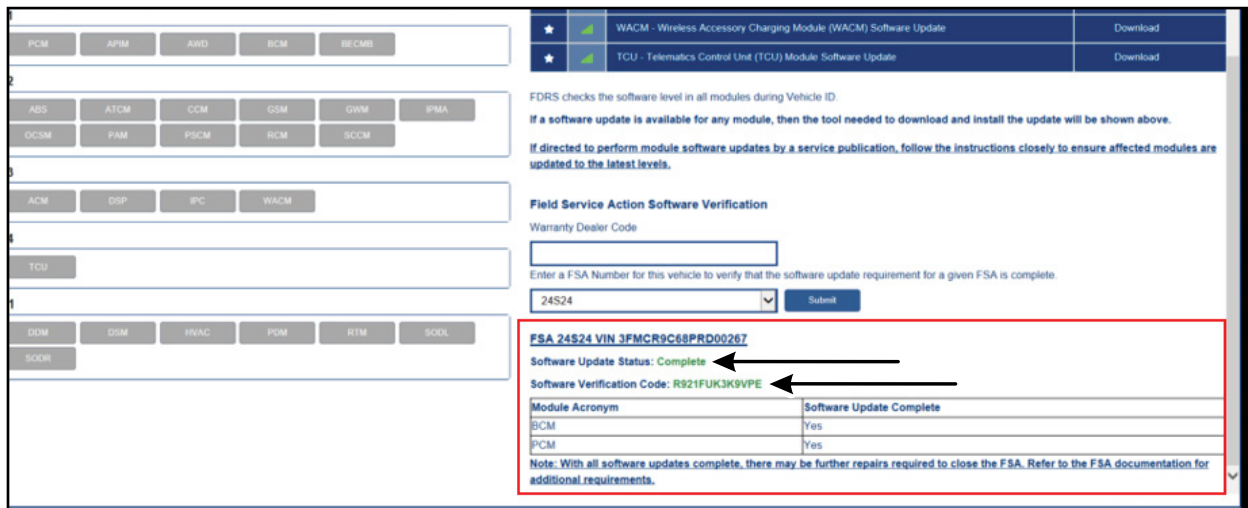 1
PCM APIM AWD BCM BECMB
2
ABS ATCM CCM GSM GWM IPMA
OCSM PAM PSCM RCM SCCM
3
ACM DSP IPC WACM
4
TCU
1
DDM DSM HVAC PDM RTM SODL
SODR
WACM - Wireless Accessory Charging Module (WACM) Software Update Download
TCU - Telematics Control Unit (TCU) Module Software Update Download
FDRS checks the software level in all modules during Vehicle ID.
If a software update is available for any module, then the tool needed to download and install the update will be shown above.
If directed to perform module software updates by a service publication, follow the instructions closely to ensure affected modules are
updated to the latest levels.
Field Service Action Software Verification
Warranty Dealer Code
Enter a FSA Number for this vehicle to verify that the software update requirement for a given FSA is complete.
24S24 Submit
FSA 24S24 VIN 3FMCR9C68PRD00267
Software Update Status: Complete
Software Verification Code: R921FUK3K9VPE
Module Acronym Software Update Complete
BCM Yes
PCM Yes
Note: With all software updates complete, there may be further repairs required to close the FSA. Refer to the FSA documentation for
additional requirements.